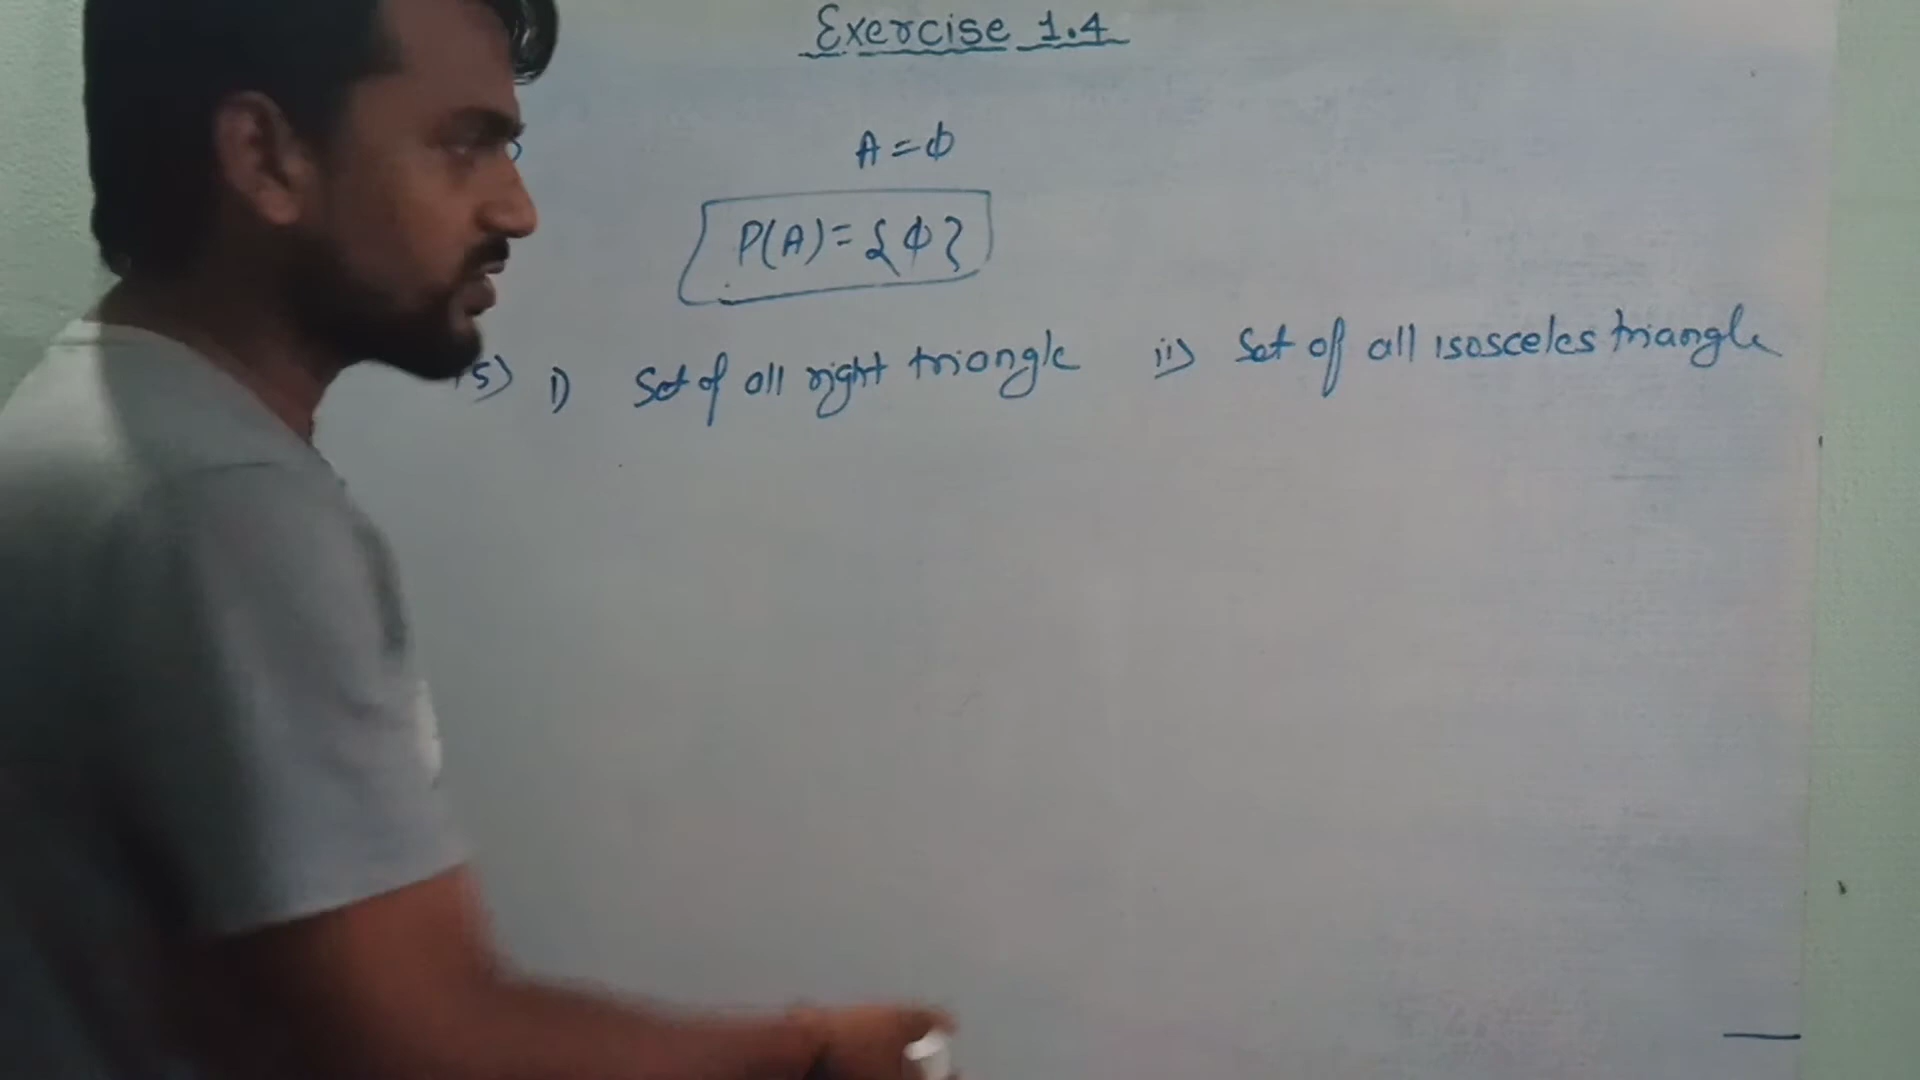 Exercise 1.4
A = ϕ
P(A) = {ϕ}
5) i) Set of all right triangle ii) Set of all isosceles triangle